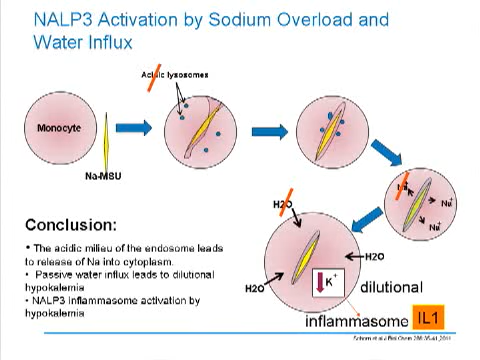 NALP3 Activation by Sodium Overload and
Water Influx
Acidic lysosomes
Monocyte
Na-MSU
Na+
Na+
Na+
H2O
H2O
H2O
K+
dilutional
inflammasome
IL1
Conclusion:
• The acidic milieu of the endosome leads
to release of Na into cytoplasm.
• Passive water influx leads to dilutional
hypokalemia
• NALP3 inflammasome activation by
hypokalemia